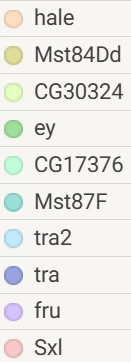 hale
Mst84Dd
CG30324
ey
CG17376
Mst87F
tra2
tra
fru
Sxl